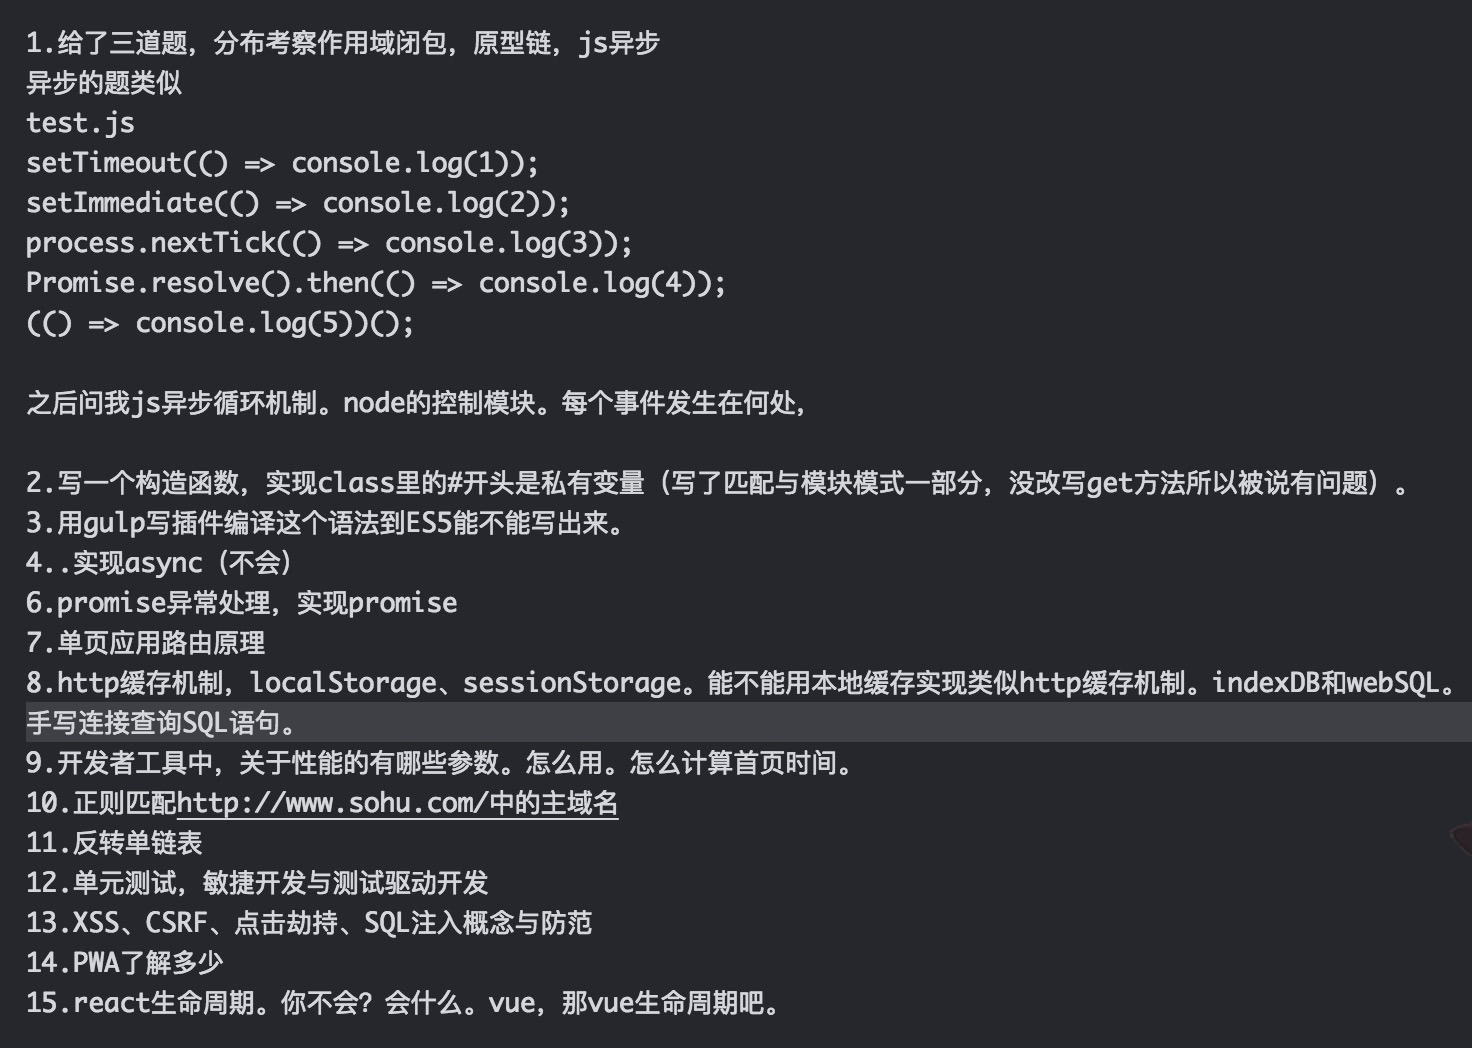 1.给了三道题，分布考察作用域闭包，原型链，js异步
异步的题类似
test.js
setTimeout(() => console.log(1));
setImmediate(() => console.log(2));
process.nextTick(() => console.log(3));
Promise.resolve().then(() => console.log(4));
(() => console.log(5))();
之后问我js异步循环机制。node的控制模块。每个事件发生在何处，
2.写一个构造函数，实现class里的#开头是私有变量（写了匹配与模块模式一部分，没改写get方法所以被说有问题）。
3.用gulp写插件编译这个语法到ES5能不能写出来。
4..实现async（不会）
6.promise异常处理，实现promise
7.单页应用路由原理
8.http缓存机制，localStorage、sessionStorage。能不能用本地缓存实现类似http缓存机制。indexDB和webSQL。
手写连接查询SQL语句。
9.开发者工具中，关于性能的有哪些参数。怎么用。怎么计算首页时间。
10.正则匹配http://www.sohu.com/中的主域名
11.反转单链表
12.单元测试，敏捷开发与测试驱动开发
13.XSS、CSRF、点击劫持、SQL注入概念与防范
14.PWA了解多少
15.react生命周期。你不会？会什么。vue，那vue生命周期吧。